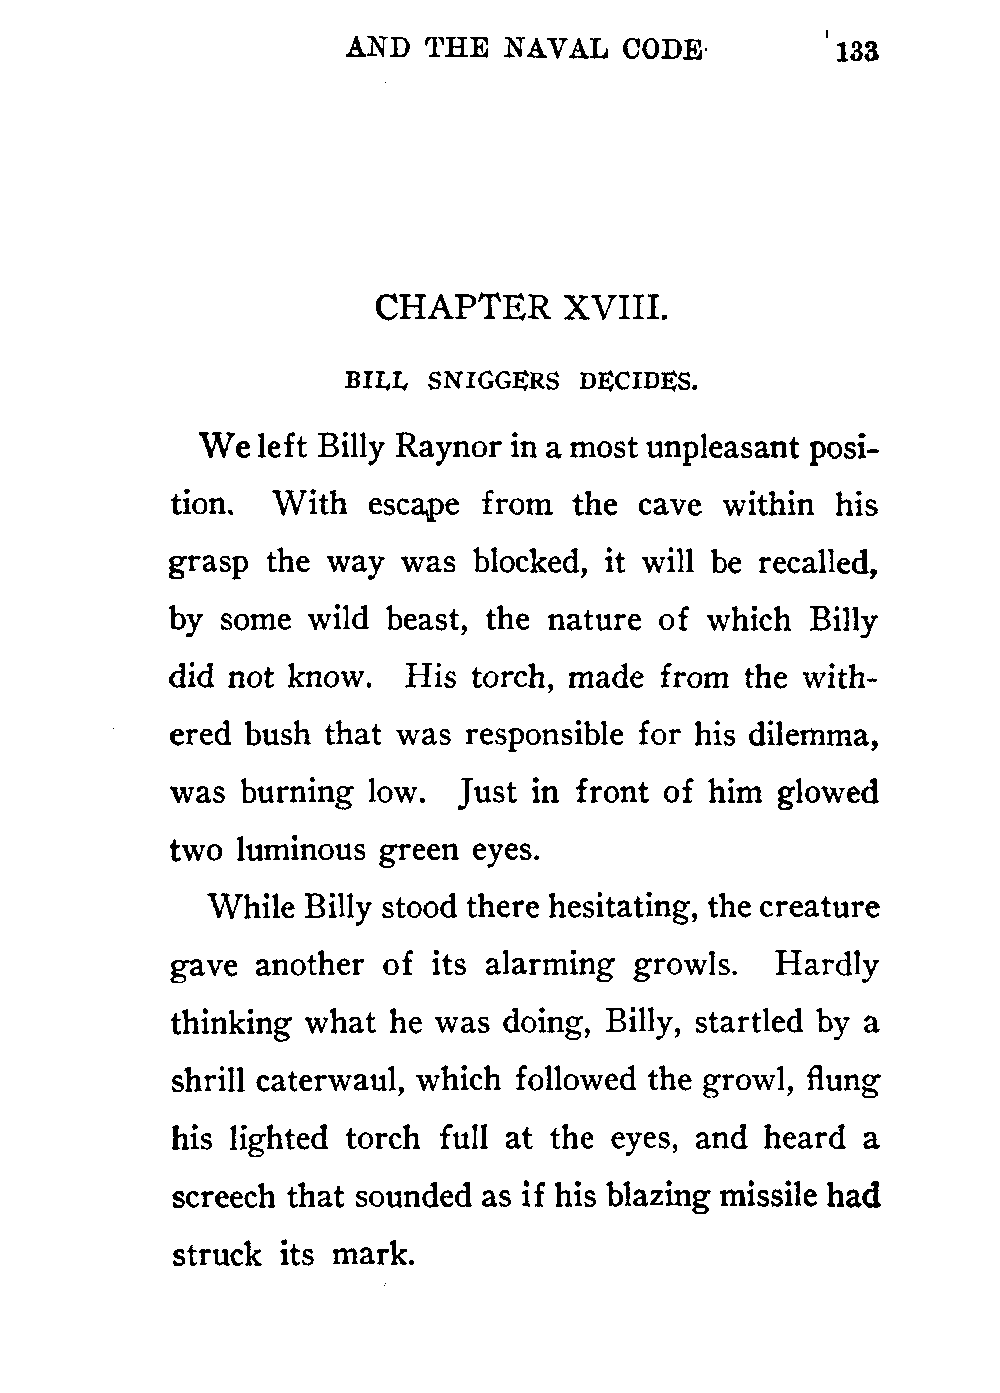 AND THE NAVAL CODE 133
CHAPTER XVIII.
BILL SNIGGERS DECIDES.
We left Billy Raynor in a most unpleasant posi-
tion. With escape from the cave within his
grasp the way was blocked, it will be recalled,
by some wild beast, the nature of which Billy
did not know. His torch, made from the with-
ered bush that was responsible for his dilemma,
was burning low. Just in front of him glowed
two luminous green eyes.
While Billy stood there hesitating, the creature
gave another of its alarming growls. Hardly
thinking what he was doing, Billy, startled by a
shrill caterwaul, which followed the growl, flung
his lighted torch full at the eyes, and heard a
screech that sounded as if his blazing missile had
struck its mark.